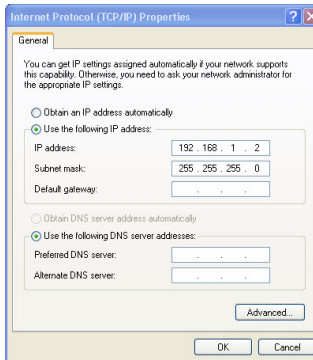 Internet Protocol (TCP/IP) Properties
General
You can get IP settings assigned automatically if your network supports
this capability. Otherwise, you need to ask your network administrator for
the appropriate IP settings.
Obtain an IP address automatically
Use the following IP address:
IP address: 192 . 168 . 1 . 2
Subnet mask: 255 . 255 . 255 . 0
Default gateway: . . .
Obtain DNS server address automatically
Use the following DNS server addresses:
Preferred DNS server: . . .
Alternate DNS server: . . .
Advanced...
OK Cancel